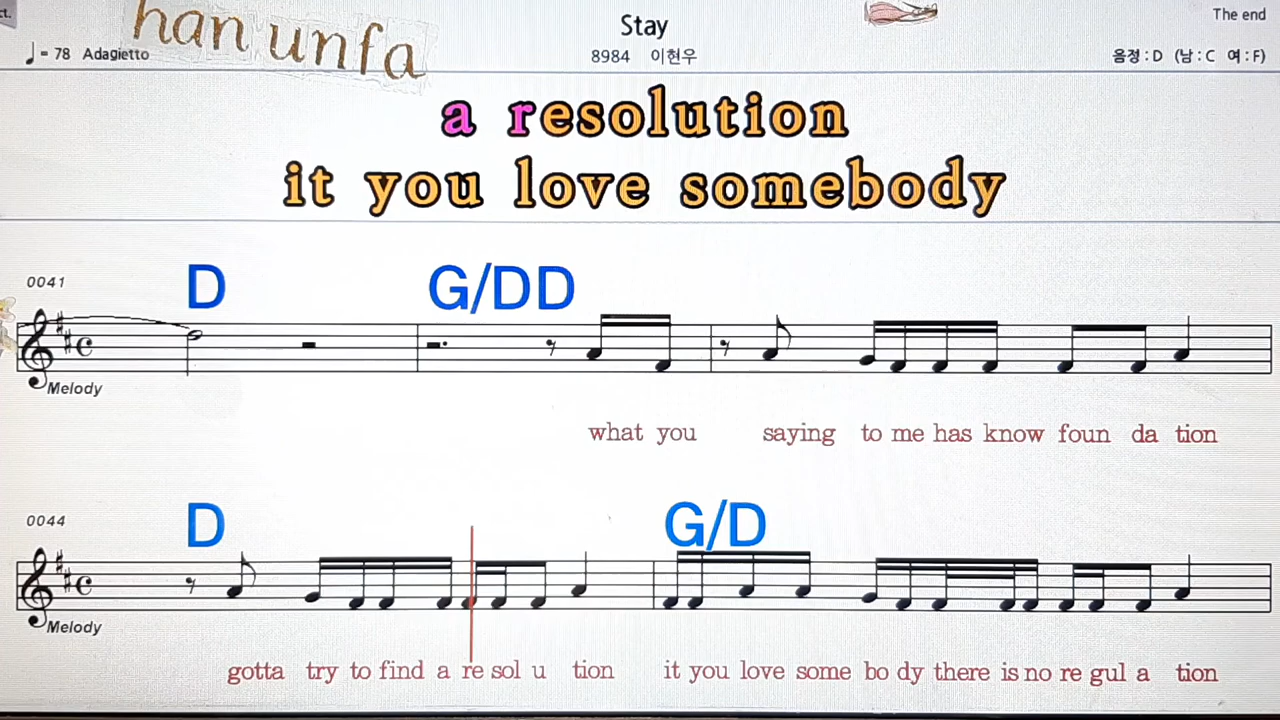 ct.
han unfa
Stay
The end
♩= 78 Adagietto
8984 이현우
음정 : D (남 : C 여 : F)
a resolution
it you love somebody
0041
D G/DD
Melody
what you saying to me has know foun da tion
0044
D G/D
Melody
gotta try to find a re sol u tion it you love some bo dy there is no re gul a tion